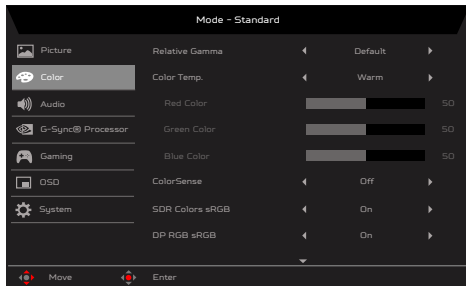 Mode - Standard
Picture
Relative Gamma
Default
Color
Color Temp.
Warm
Audio
Red Color
50
G-Sync® Processor
Green Color
50
Gaming
Blue Color
50
OSD
ColorSense
Off
System
SDR Colors sRGB
On
DP RGB sRGB
On
Move
Enter